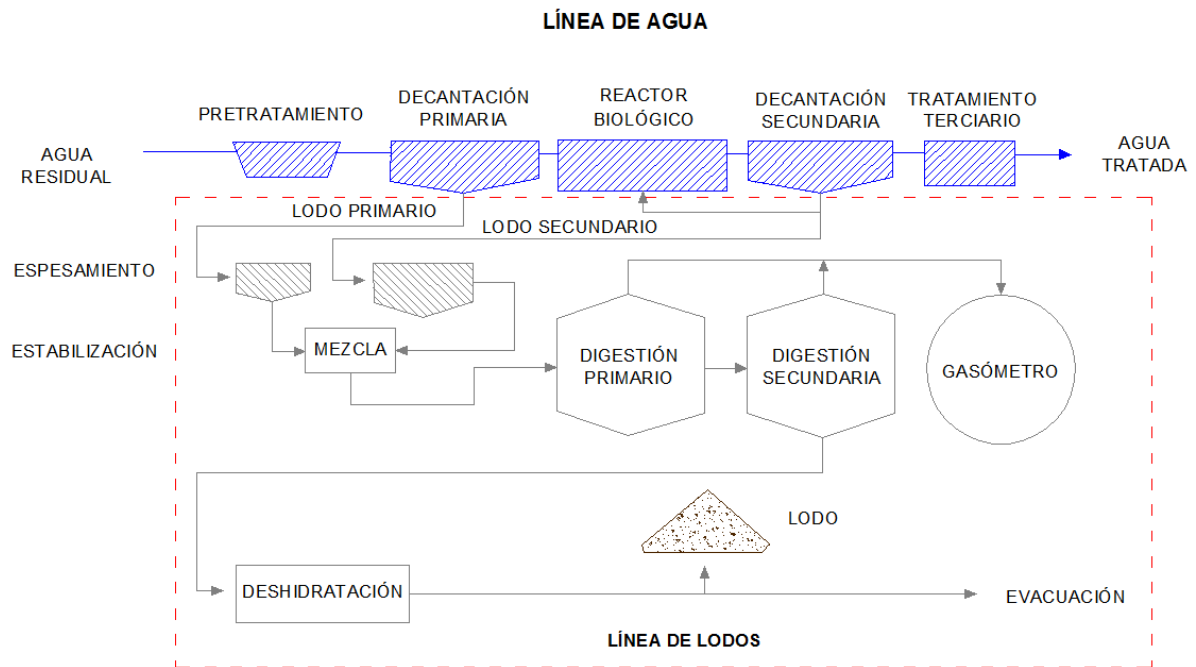 LÍNEA DE AGUA
PRETRATAMIENTO
DECANTACIÓN
PRIMARIA
REACTOR
BIOLÓGICO
DECANTACIÓN
SECUNDARIA
TRATAMIENTO
TERCIARIO
AGUA
RESIDUAL
AGUA
TRATADA
LODO PRIMARIO
LODO SECUNDARIO
ESPESAMIENTO
ESTABILIZACIÓN
MEZCLA
DIGESTIÓN
PRIMARIO
DIGESTIÓN
SECUNDARIA
GASÓMETRO
LODO
DESHIDRATACIÓN
EVACUACIÓN
LÍNEA DE LODOS